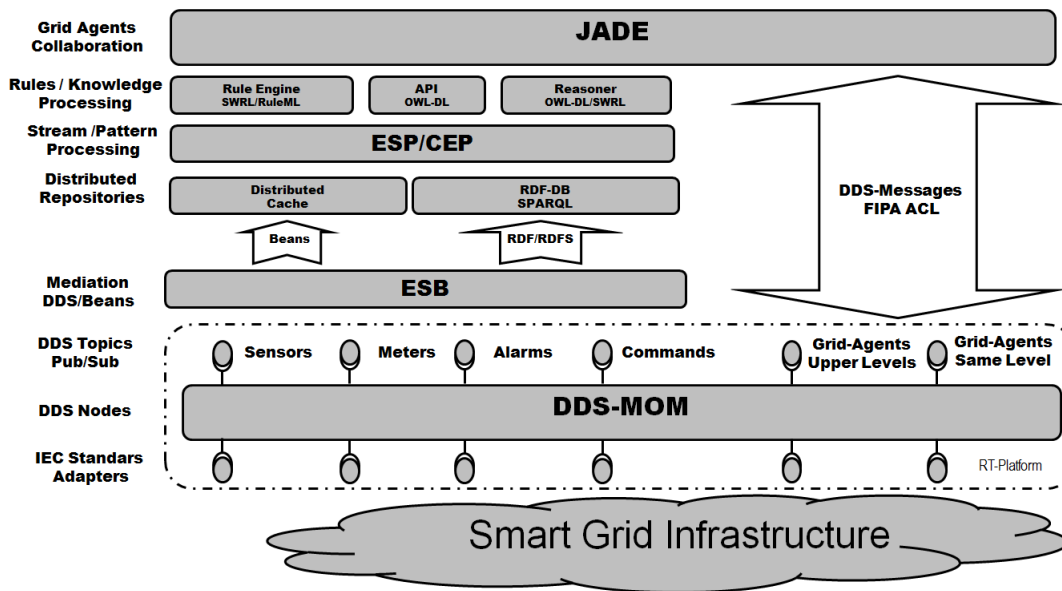 Grid Agents
Collaboration
JADE
Rules / Knowledge
Processing
Rule Engine
SWRL/RuleML
API
OWL-DL
Reasoner
OWL-DL/SWRL
Stream /Pattern
Processing
ESP/CEP
Distributed
Repositories
Distributed
Cache
RDF-DB
SPARQL
DDS-Messages
FIPA ACL
Beans
RDF/RDFS
Mediation
DDS/Beans
ESB
DDS Topics
Pub/Sub
Sensors
Meters
Alarms
Commands
Grid-Agents
Upper Levels
Grid-Agents
Same Level
DDS Nodes
DDS-MOM
IEC Standars
Adapters
RT-Platform
Smart Grid Infrastructure